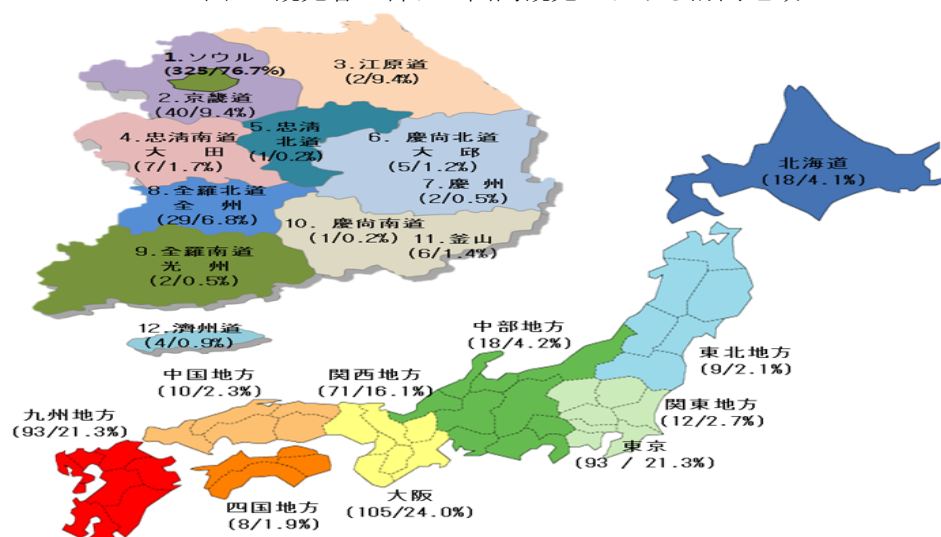 1.ソウル
(325/76.7%)
2.京畿道
(40/9.4%)
3.江原道
(2/9.4%)
4.忠淸南道
大 田
(7/1.7%)
5.忠淸
北道
(1/0.2%)
6. 慶尙北道
大 邱
(5/1.2%)
7.慶 州
(2/0.5%)
8.全羅北道
全 州
(29/6.8%)
9.全羅南道
光 州
(2/0.5%)
10. 慶尙南道
(1/0.2%)
11.釜山
(6/1.4%)
12.濟州道
(4/0.9%)
北海道
(18/4.1%)
東北地方
(9/2.1%)
関東地方
(12/2.7%)
東京
(93 / 21.3%)
中部地方
(18/4.2%)
関西地方
(71/16.1%)
大阪
(105/24.0%)
中国地方
(10/2.3%)
四国地方
(8/1.9%)
九州地方
(93/21.3%)